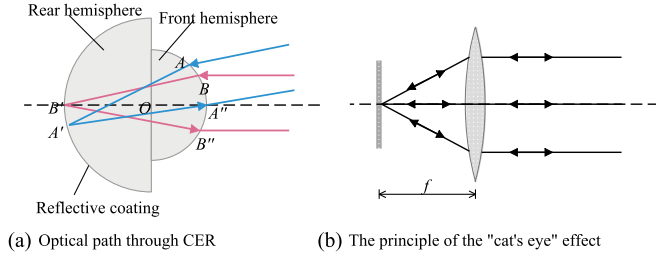 Rear hemisphere
Front hemisphere
A
B
B'
O
A''
A'
B''
Reflective coating
f
(a) Optical path through CER
(b) The principle of the "cat's eye" effect